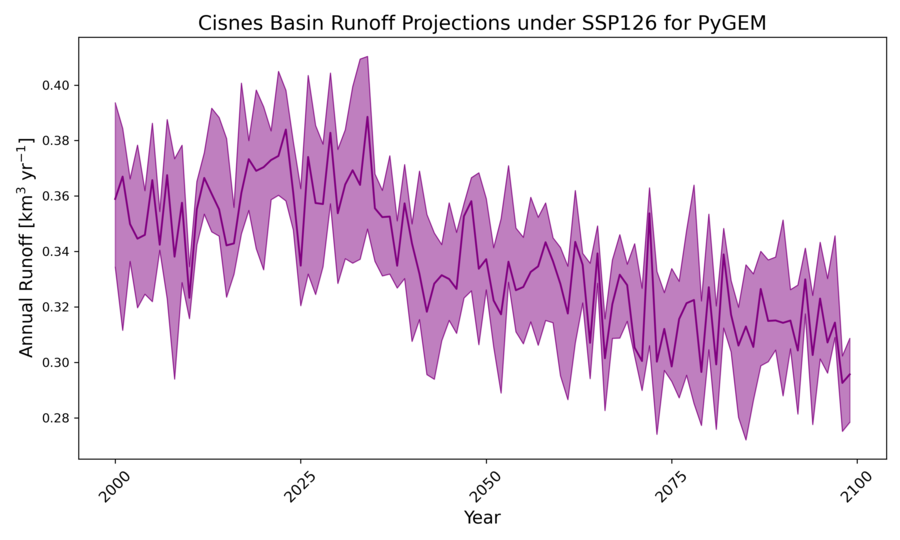 Cisnes Basin Runoff Projections under SSP126 for PyGEM
Annual Runoff [km³ yr⁻¹]
0.40
0.38
0.36
0.34
0.32
0.30
0.28
2000 2025 2050 2075 2100
Year